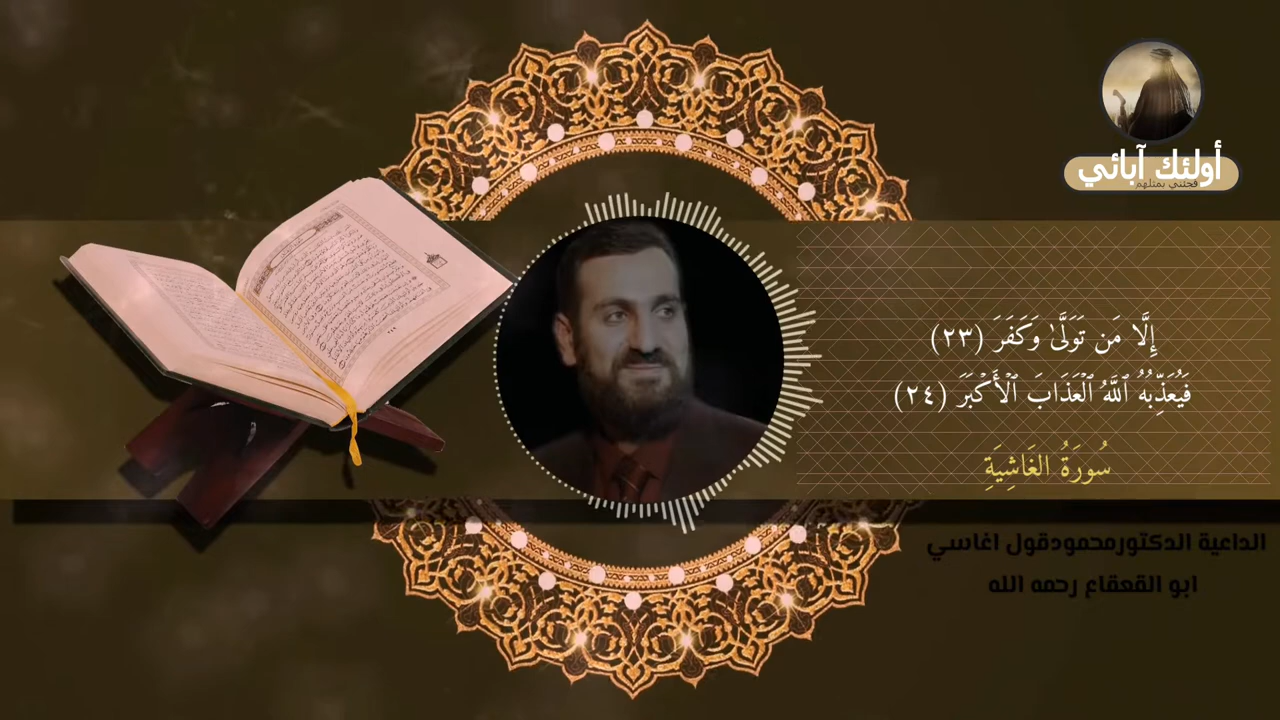 أولئك آبائي
فجئني بمثلهم
إِلَّا مَن تَوَلَّىٰ وَكَفَرَ (٢٣)
فَيُعَذِّبُهُ ٱللَّهُ ٱلْعَذَابَ ٱلْأَكْبَرَ (٢٤)
سُورَةُ الغَاشِيَةِ
الداعية الدكتورمحمودقول اغاسي
ابو القعقاع رحمه الله